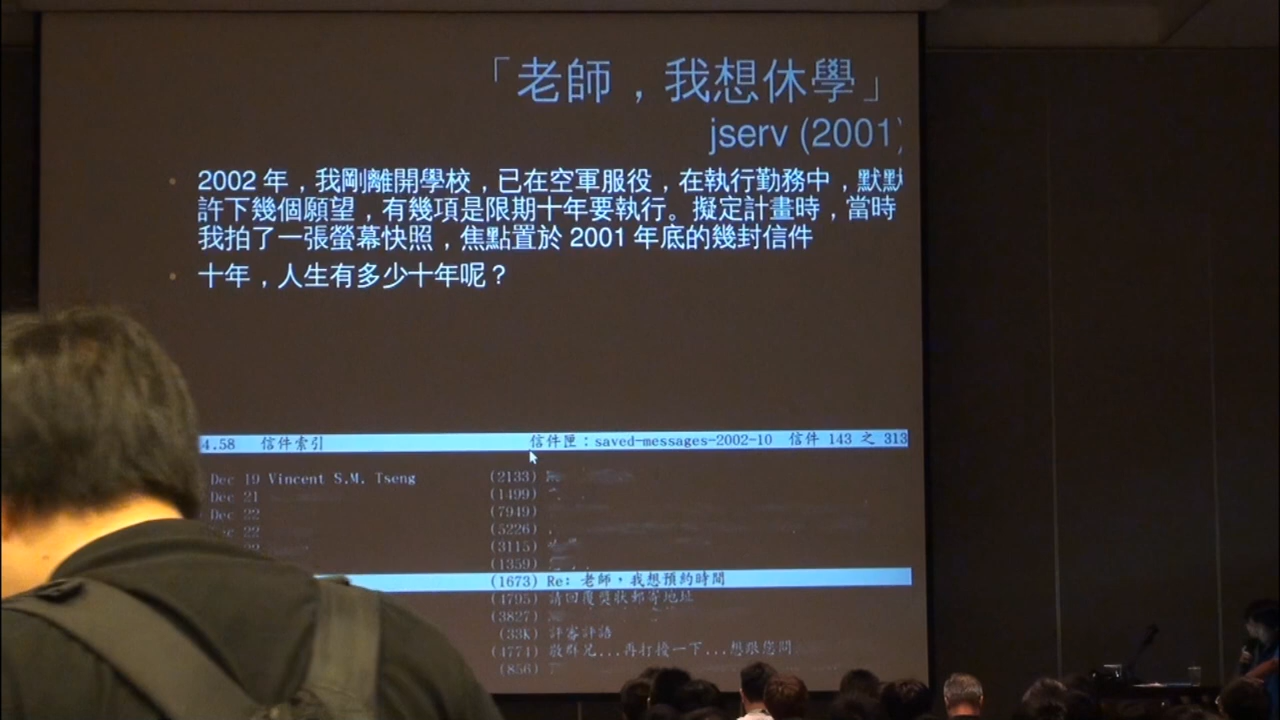 「老師，我想休學」
jserv (2001)
2002 年，我剛離開學校，已在空軍服役，在執行勤務中，默默
許下幾個願望，有幾項是限期十年要執行。擬定計畫時，當時
我拍了一張螢幕快照，焦點置於 2001 年底的幾封信件
十年，人生有多少十年呢？
4.58 信件索引 信件匣：saved-messages-2002-10 信件 143 之 313
Dec 19 Vincent S.M. Tseng (2133)
Dec 21 (1499)
Dec 22 (7949)
22 (5226)
(3115)
(1359)
(1673) Re: 老師，我想預約時間
(4795) 請回覆獎狀郵寄地址
(3827)
(33K) 評審評語
(4771) 敬群兄...再打擾一下...想跟您問
(856)